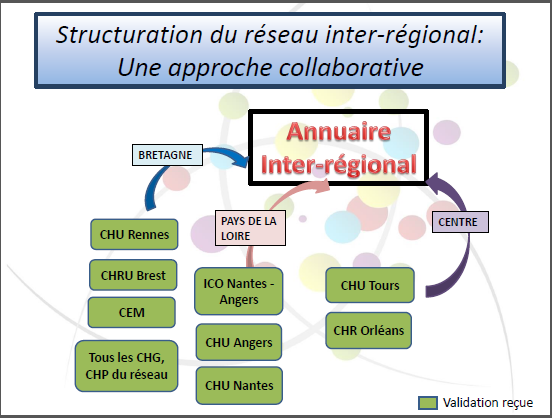 Structuration du réseau inter-régional:
Une approche collaborative
Annuaire
Inter-régional
BRETAGNE
CHU Rennes
CHRU Brest
CEM
Tous les CHG,
CHP du réseau
PAYS DE LA
LOIRE
ICO Nantes -
Angers
CHU Angers
CHU Nantes
CENTRE
CHU Tours
CHR Orléans
Validation reçue